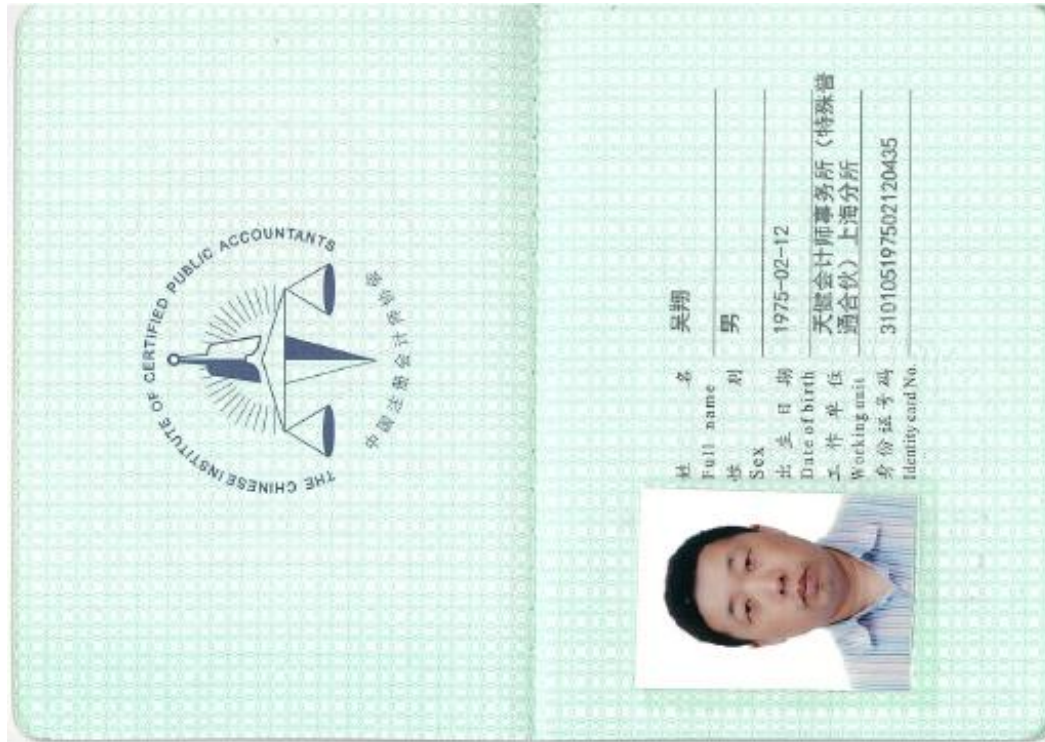 THE CHINESE INSTITUTE OF CERTIFIED PUBLIC ACCOUNTANTS
中国注册会计师协会
姓 名 吴翔
Full name
性 别 男
Sex
出 生 日 期 1975-02-12
Date of birth
工 作 单 位 天健会计师事务所（特殊普
通合伙）上海分所
Working unit
身 份 证 号 码 310105197502120435
Identity card No.